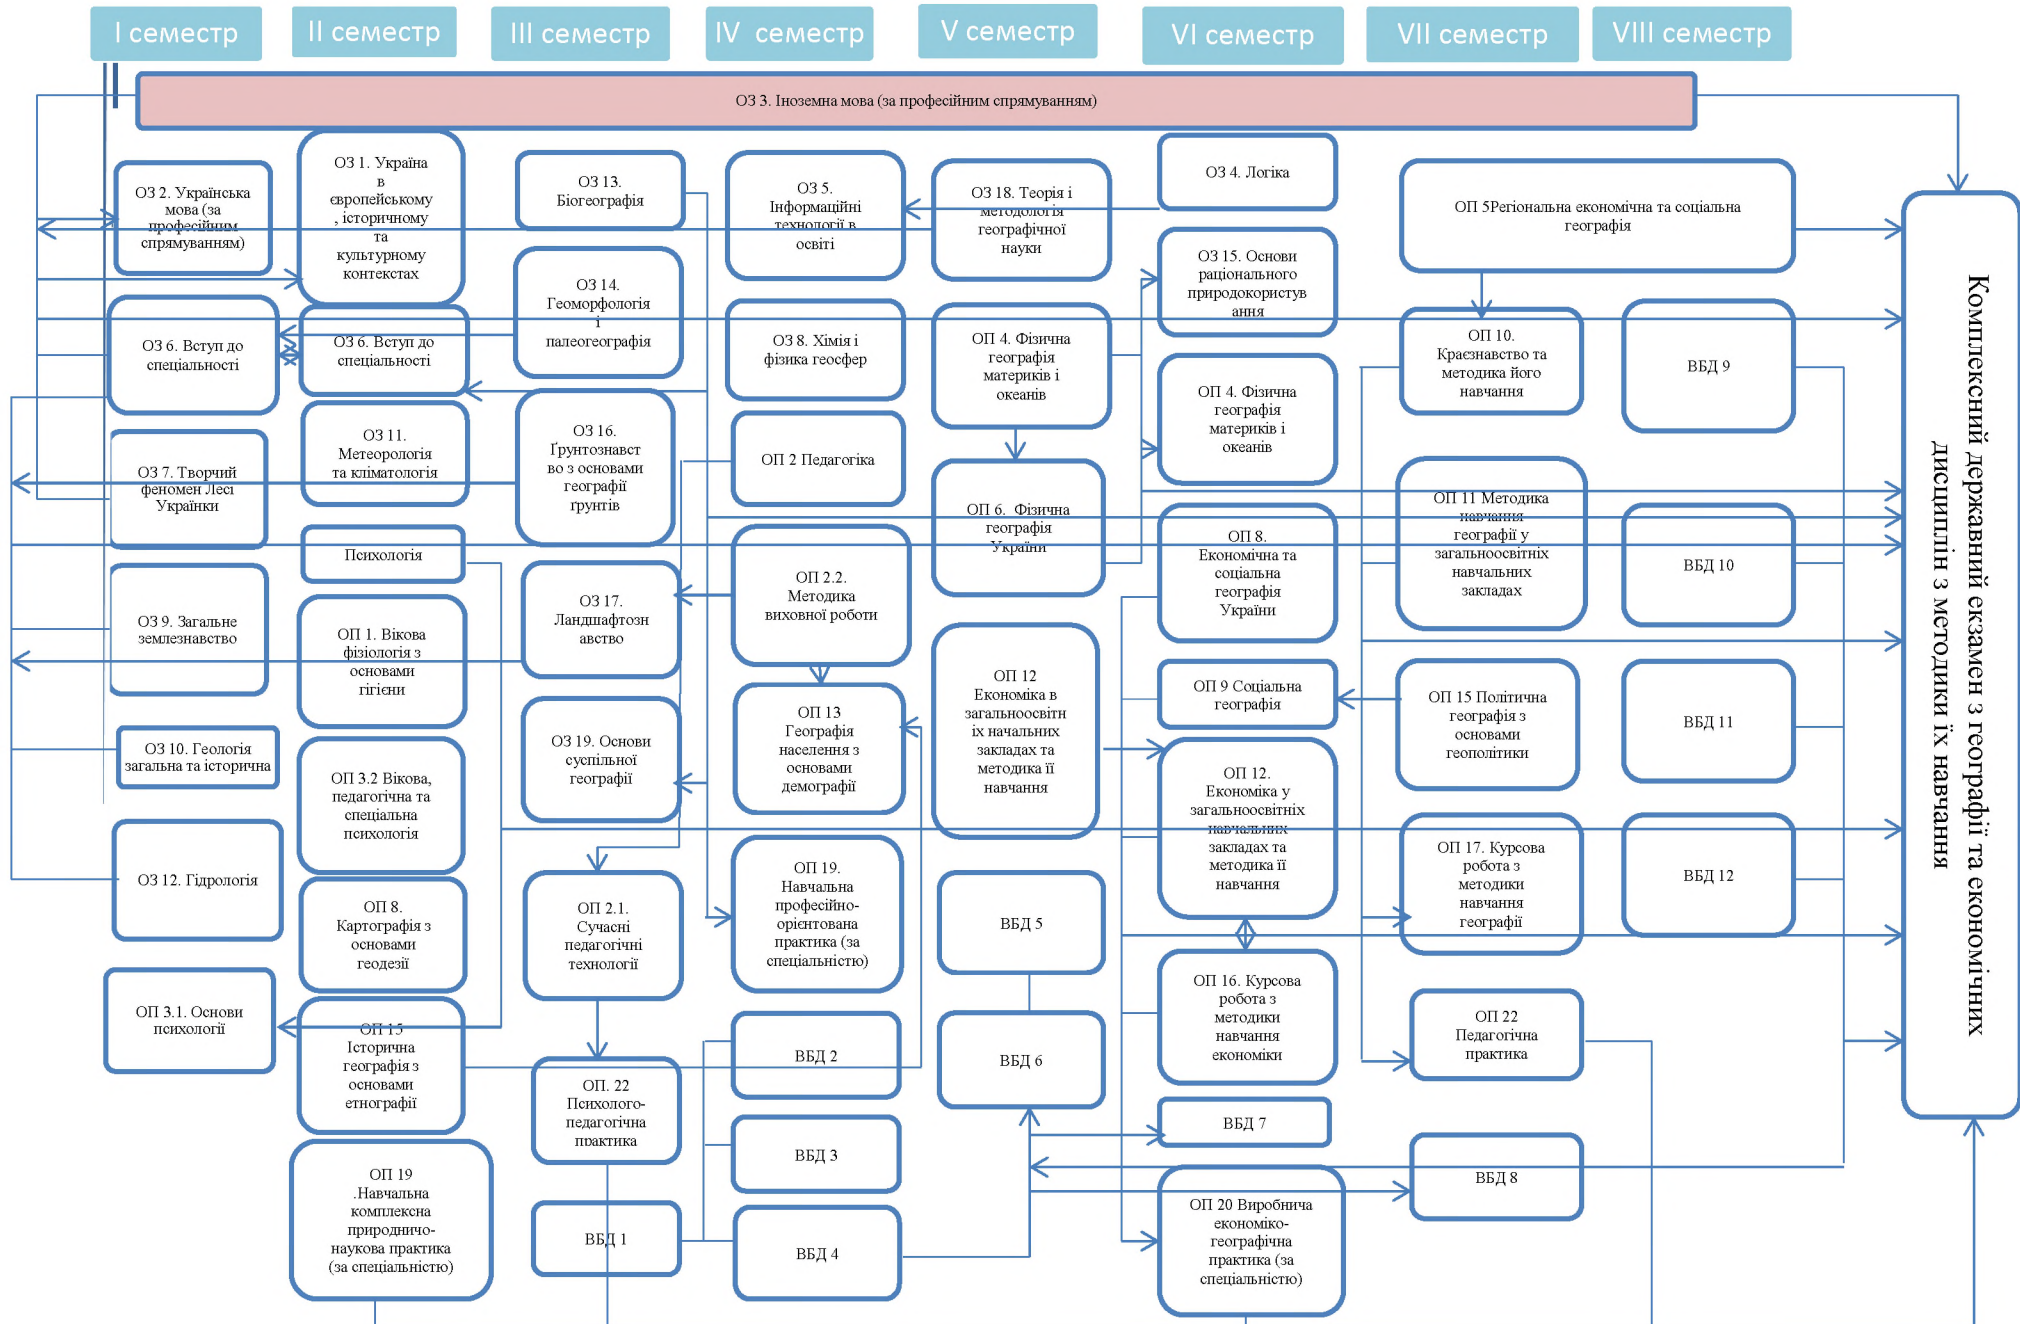 I семестр
II семестр
III семестр
IV семестр
V семестр
VI семестр
VII семестр
VIII семестр
ОЗ 3. Іноземна мова (за професійним спрямуванням)
ОЗ 2. Українська
мова (за
професійним
спрямуванням)
ОЗ 6. Вступ до
спеціальності
ОЗ 7. Творчий
феномен Лесі
Українки
ОЗ 9. Загальне
землезнавство
ОЗ 10. Геологія
загальна та історична
ОЗ 12. Гідрологія
ОП 3.1. Основи
психології
ОЗ 1. Україна
в
європейському
, історичному
та
культурному
контекстах
ОЗ 6. Вступ до
спеціальності
ОЗ 11.
Метеорологія
та кліматологія
Психологія
ОП 1. Вікова
фізіологія з
основами
гігієни
ОП 3.2 Вікова,
педагогічна та
спеціальна
психологія
ОП 8.
Картографія з
основами
геодезії
ОП 15
Історична
географія з
основами
етнографії
ОП 19
.Навчальна
комплексна
природничо-
наукова практика
(за спеціальністю)
ОЗ 13.
Біогеографія
ОЗ 14.
Геоморфологія
і
палеогеографія
ОЗ 16.
Ґрунтознавст
во з основами
географії
ґрунтів
ОЗ 17.
Ландшафтозн
авство
ОЗ 19. Основи
суспільної
географії
ОП 2.1.
Сучасні
педагогічні
технології
ОП. 22
Психолого-
педагогічна
практика
ВБД 1
ОЗ 5.
Інформаційні
технології в
освіті
ОЗ 8. Хімія і
фізика геосфер
ОП 2 Педагогіка
ОП 2.2.
Методика
виховної роботи
ОП 13
Географія
населення з
основами
демографії
ОП 19.
Навчальна
професійно-
орієнтована
практика (за
спеціальністю)
ВБД 2
ВБД 3
ВБД 4
ОЗ 18. Теорія і
методологія
географічної
науки
ОП 4. Фізична
географія
материків і
океанів
ОП 6. Фізична
географія
України
ОП 12
Економіка в
загальноосвітн
іх начальних
закладах та
методика її
навчання
ВБД 5
ВБД 6
ОЗ 4. Логіка
ОЗ 15. Основи
раціонального
природокористув
ання
ОП 4. Фізична
географія
материків і
океанів
ОП 8.
Економічна та
соціальна
географія
України
ОП 9 Соціальна
географія
ОП 12.
Економіка у
загальноосвітніх
навчальних
закладах та
методика її
навчання
ОП 16. Курсова
робота з
методики
навчання
економіки
ВБД 7
ОП 20 Виробнича
економіко-
географічна
практика (за
спеціальністю)
ОП 5Регіональна економічна та соціальна
географія
ОП 10.
Краєзнавство та
методика його
навчання
ОП 11 Методика
навчання
географії у
загальноосвітніх
навчальних
закладах
ОП 15 Політична
географія з
основами
геополітики
ОП 17. Курсова
робота з
методики
навчання
географії
ОП 22
Педагогічна
практика
ВБД 8
ВБД 9
ВБД 10
ВБД 11
ВБД 12
Комплексний державний екзамен з географії та економічних
дисциплін з методики їх навчання